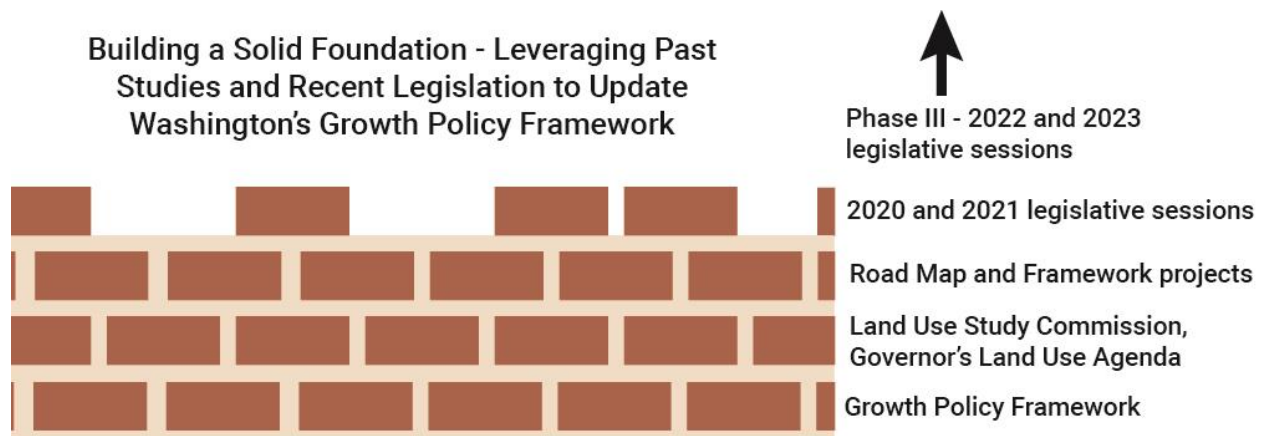 Building a Solid Foundation - Leveraging Past
Studies and Recent Legislation to Update
Washington's Growth Policy Framework
Phase III - 2022 and 2023
legislative sessions
2020 and 2021 legislative sessions
Road Map and Framework projects
Land Use Study Commission,
Governor's Land Use Agenda
Growth Policy Framework